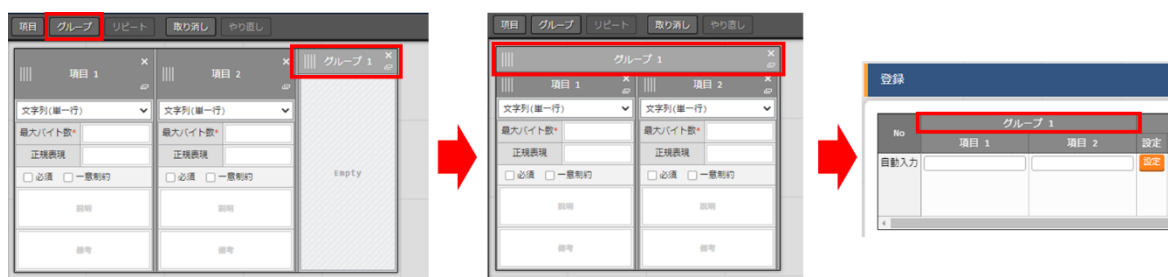 項目 グループ リピート 取り消し やり直し
項目 1 項目 2 グループ 1
文字列(単一行) 文字列(単一行)
最大バイト数* 最大バイト数*
正規表現 正規表現
必須 一意制約 必須 一意制約
Empty
説明 説明
備考 備考
項目 グループ リピート 取り消し やり直し
グループ 1
項目 1 項目 2
文字列(単一行) 文字列(単一行)
最大バイト数* 最大バイト数*
正規表現 正規表現
必須 一意制約 必須 一意制約
説明 説明
備考 備考
登録
No グループ 1
項目 1 項目 2 設定
自動入力 設定